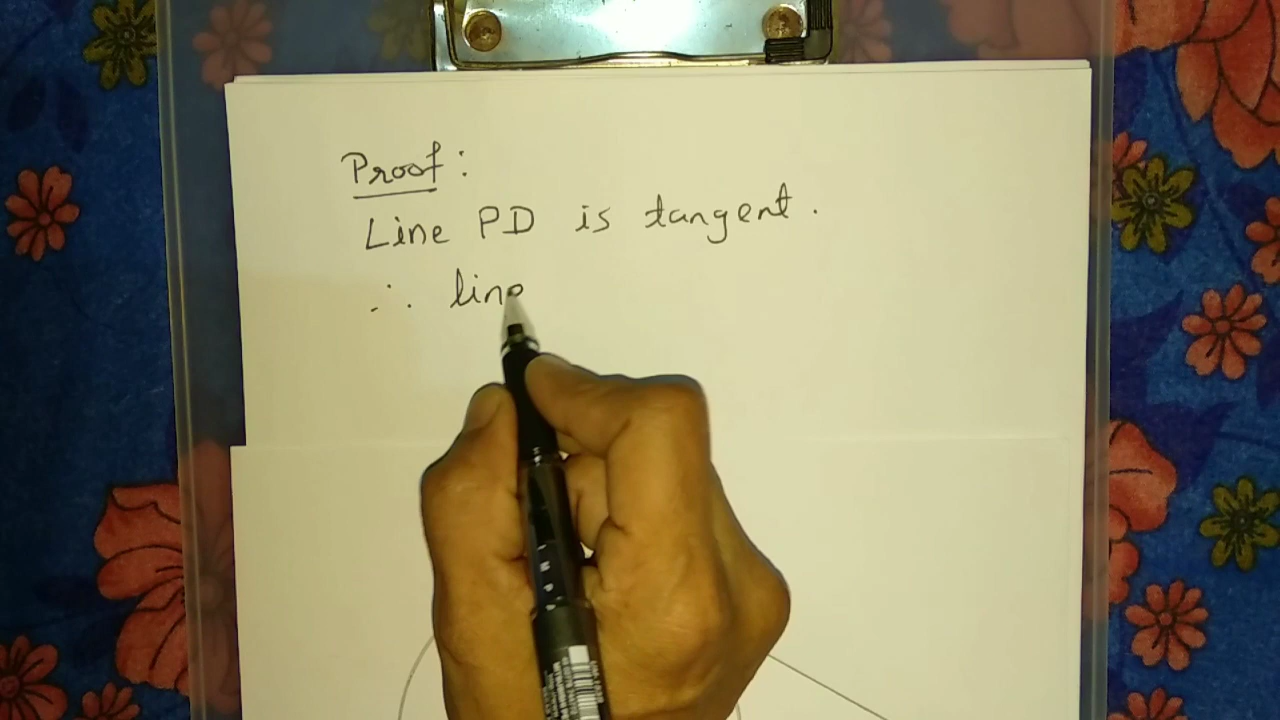 Proof :
Line PD is tangent .
∴ line